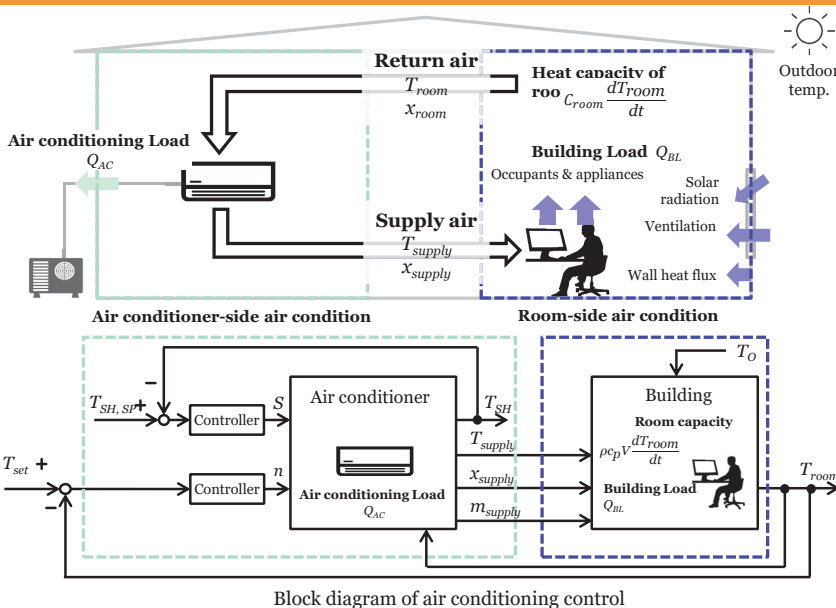 Return air
T_room
x_room
Heat capacity of
roo C_room dT_room/dt
Outdoor
temp.
Air conditioning Load
Q_AC
Building Load Q_BL
Occupants & appliances
Solar
radiation
Ventilation
Wall heat flux
Supply air
T_supply
x_supply
Air conditioner-side air condition
Room-side air condition
T_O
T_SH, SP +
−
Controller
S
Air conditioner
T_SH
T_supply
x_supply
m_supply
Air conditioning Load
Q_AC
Building
Room capacity
ρc_pV dT_room/dt
Building Load
Q_BL
T_room
T_set +
−
Controller
n
Block diagram of air conditioning control